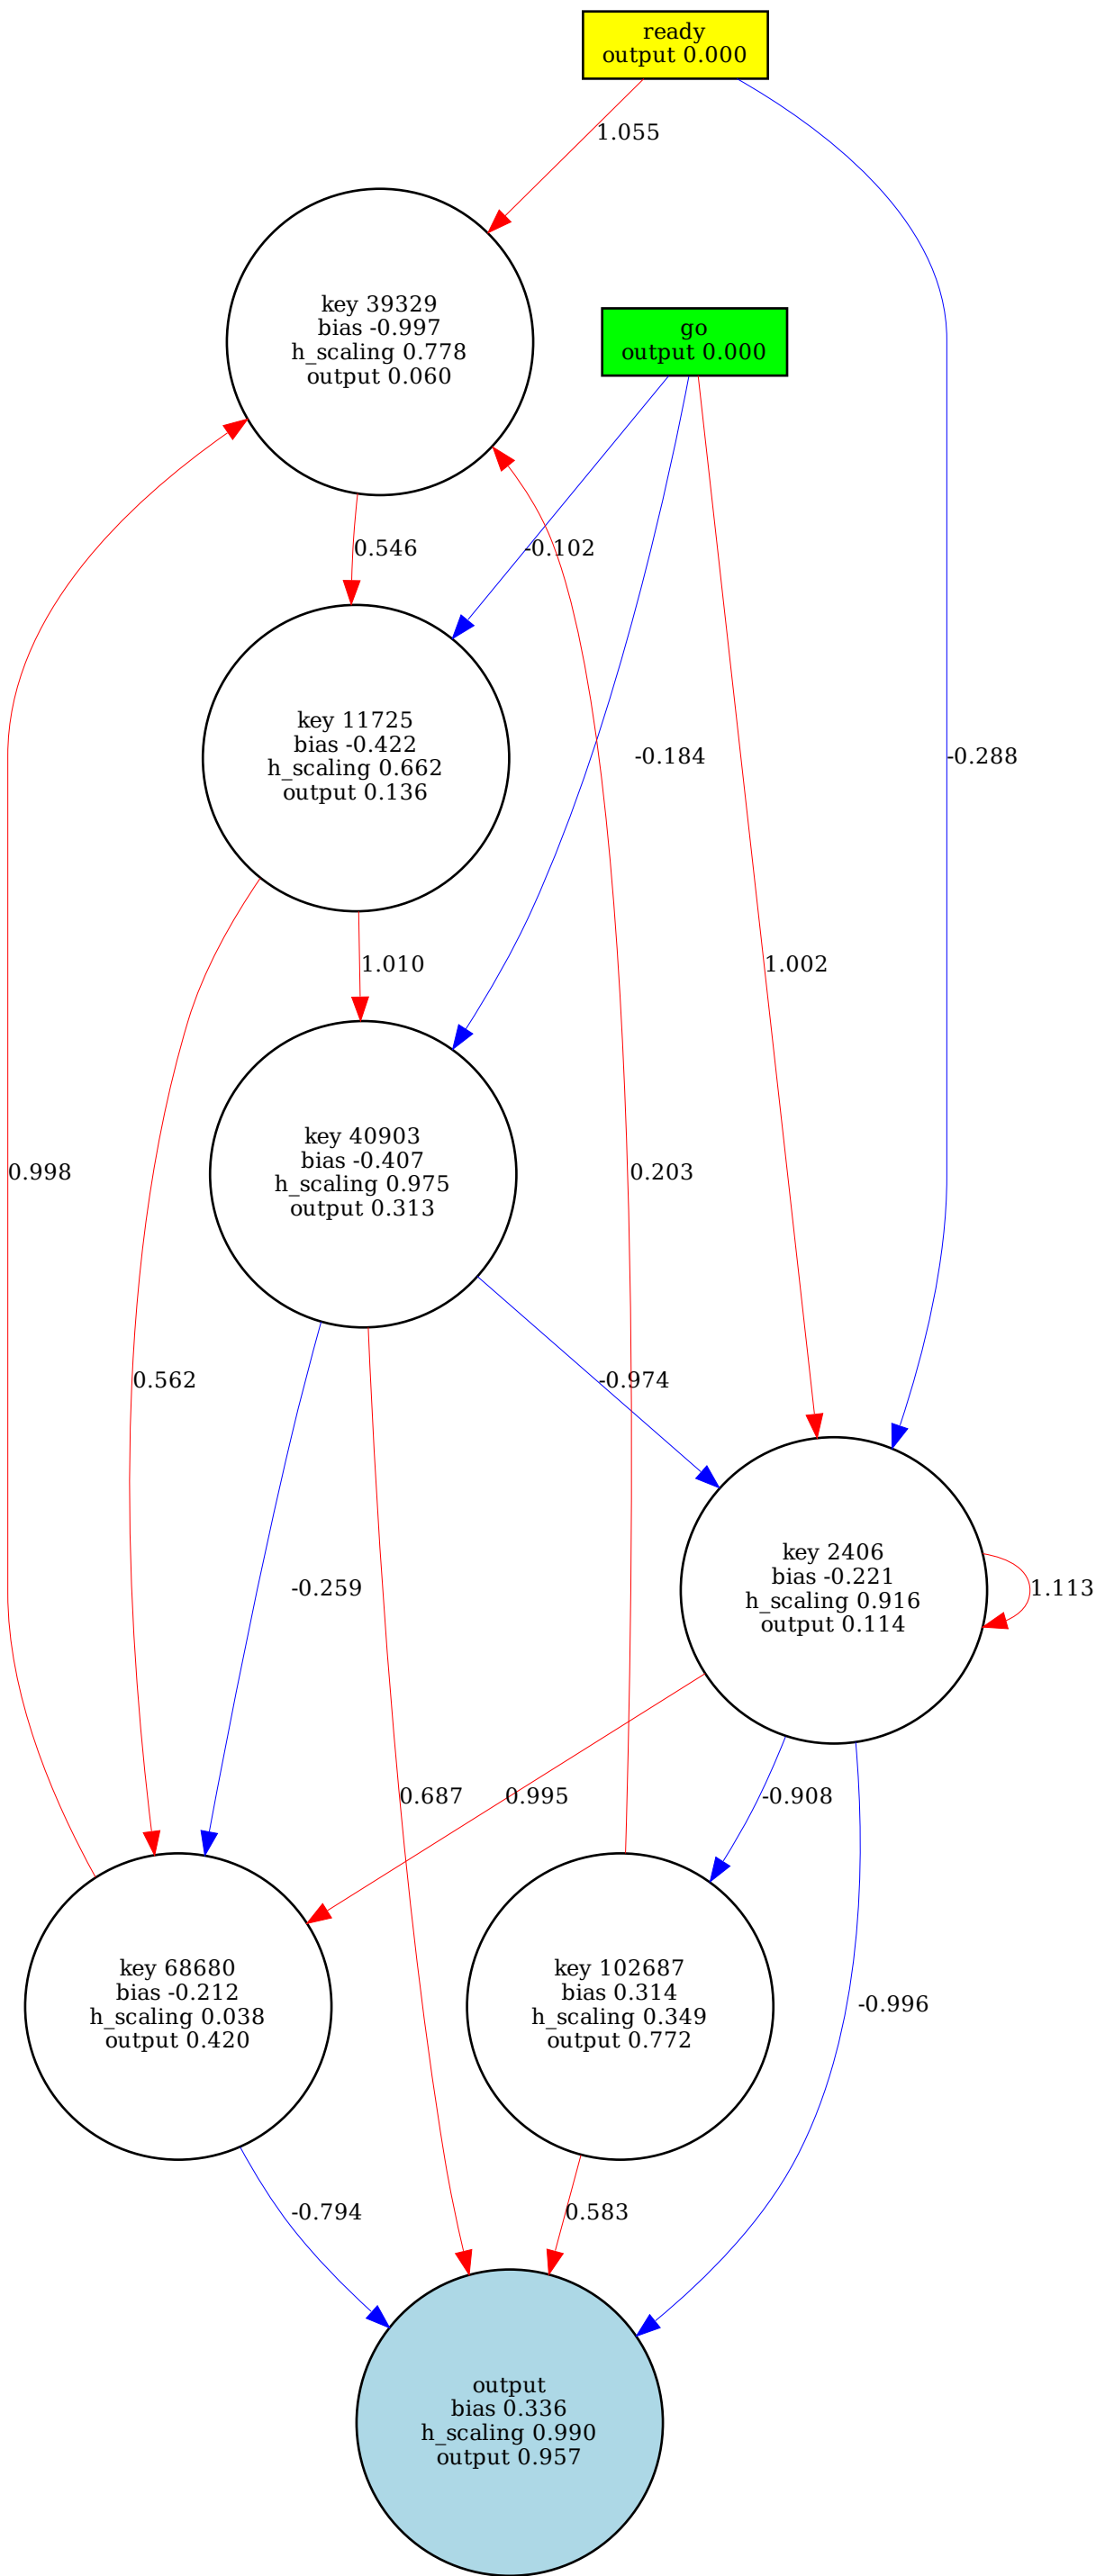 ready
output 0.000
1.055
key 39329
bias -0.997
h_scaling 0.778
output 0.060
go
output 0.000
0.546
-0.102
key 11725
bias -0.422
h_scaling 0.662
output 0.136
-0.184
-0.288
1.010
1.002
key 40903
bias -0.407
h_scaling 0.975
output 0.313
0.998
0.203
0.562
-0.974
key 2406
bias -0.221
h_scaling 0.916
output 0.114
-0.259
1.113
0.687
0.995
-0.908
key 68680
bias -0.212
h_scaling 0.038
output 0.420
key 102687
bias 0.314
h_scaling 0.349
output 0.772
-0.996
-0.794
0.583
output
bias 0.336
h_scaling 0.990
output 0.957